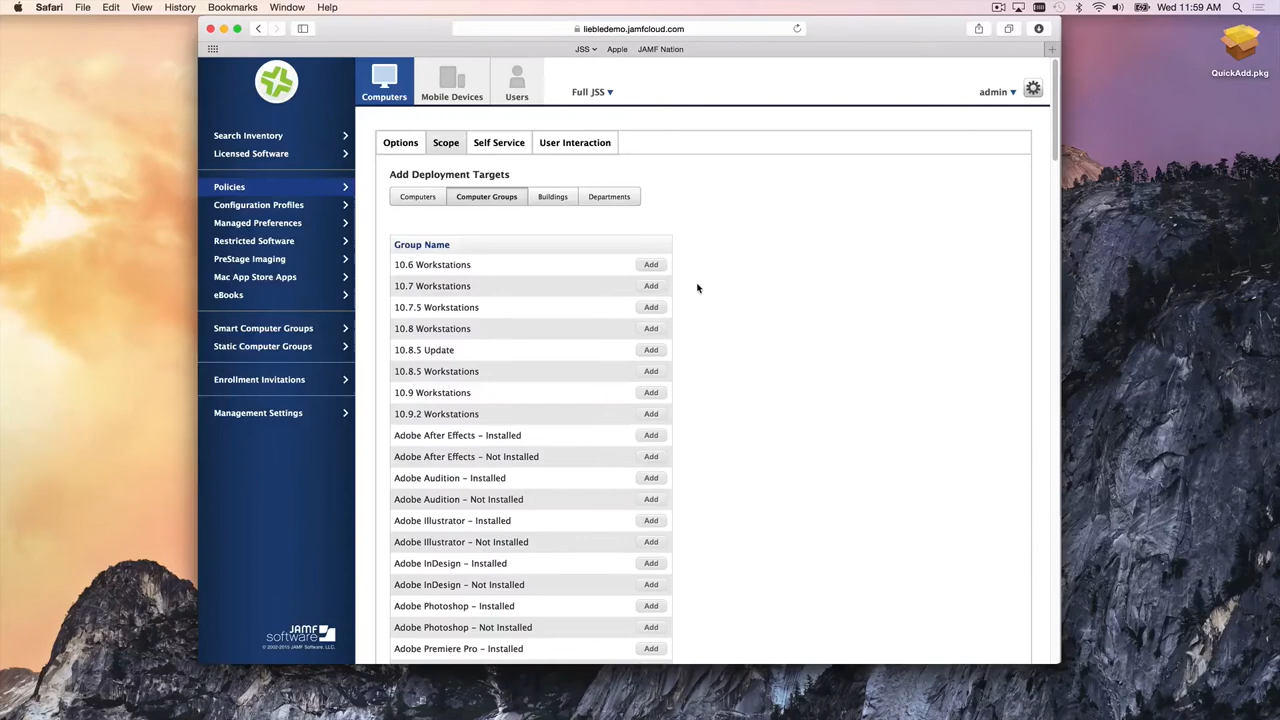 Safari File Edit View History Bookmarks Window Help
Wed 11:59 AM
liebledemo.jamfcloud.com
JSS Apple JAMF Nation
QuickAdd.pkg
Computers Mobile Devices Users
Full JSS
admin
Search Inventory
Licensed Software
Policies
Configuration Profiles
Managed Preferences
Restricted Software
PreStage Imaging
Mac App Store Apps
eBooks
Smart Computer Groups
Static Computer Groups
Enrollment Invitations
Management Settings
JAMF
software
© 2002-2015 JAMF Software, LLC.
Options Scope Self Service User Interaction
Add Deployment Targets
Computers Computer Groups Buildings Departments
Group Name
10.6 Workstations Add
10.7 Workstations Add
10.7.5 Workstations Add
10.8 Workstations Add
10.8.5 Update Add
10.8.5 Workstations Add
10.9 Workstations Add
10.9.2 Workstations Add
Adobe After Effects – Installed Add
Adobe After Effects – Not Installed Add
Adobe Audition – Installed Add
Adobe Audition – Not Installed Add
Adobe Illustrator – Installed Add
Adobe Illustrator – Not Installed Add
Adobe InDesign – Installed Add
Adobe InDesign – Not Installed Add
Adobe Photoshop – Installed Add
Adobe Photoshop – Not Installed Add
Adobe Premiere Pro – Installed Add